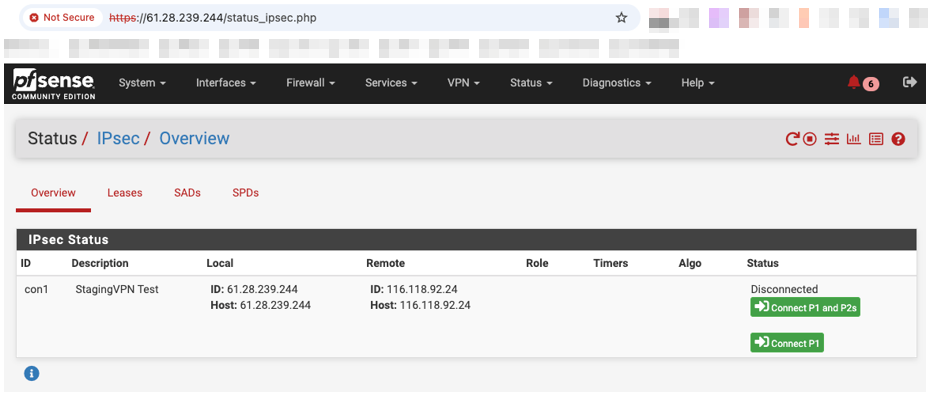 Not Secure https://61.28.239.244/status_ipsec.php
pfsense System Interfaces Firewall Services VPN Status Diagnostics Help 6
COMMUNITY EDITION
Status / IPsec / Overview
Overview Leases SADs SPDs
IPsec Status
ID Description Local Remote Role Timers Algo Status
con1 StagingVPN Test ID: 61.28.239.244 ID: 116.118.92.24 Disconnected
Host: 61.28.239.244 Host: 116.118.92.24 Connect P1 and P2s
Connect P1